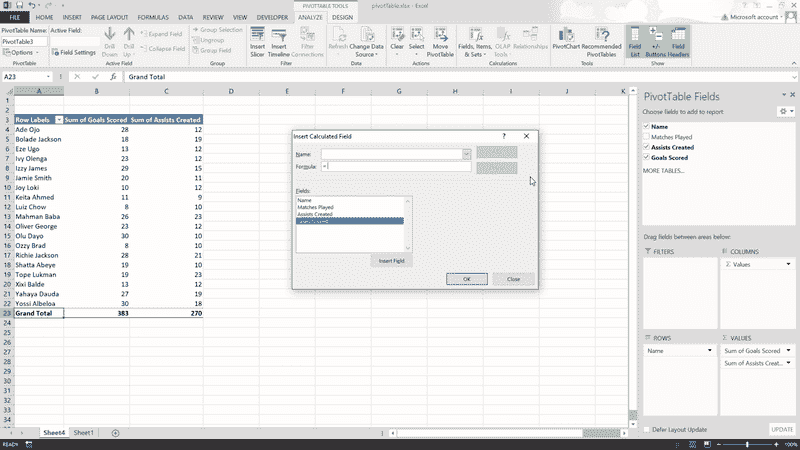 PIVOTTABLE TOOLS
pivotTable.xlsx - Excel
FILE HOME INSERT PAGE LAYOUT FORMULAS DATA REVIEW VIEW DEVELOPER ANALYZE DESIGN
Microsoft account
PivotTable Name:
PivotTable3
Options
PivotTable
Active Field:
Field Settings
Drill Down
Drill Up
Expand Field
Collapse Field
Active Field
Group Selection
Ungroup
Group Field
Group
Insert Slicer
Insert Timeline
Filter Connections
Filter
Refresh
Change Data Source
Data
Clear
Select
Move PivotTable
Actions
Fields, Items, & Sets
OLAP Tools
Relationships
Calculations
PivotChart
Recommended PivotTables
Tools
Field List
+/- Buttons
Field Headers
Show
A23
Grand Total
A B C D E F G H I K
Row Labels Sum of Goals Scored Sum of Assists Created
4 Ade Ojo 28 12
5 Bolade Jackson 18 19
6 Eze Ugo 13 12
7 Ivy Olenga 23 12
8 Izzy James 29 15
9 Jamie Smith 20 11
10 Joy Loki 10 12
11 Keita Ahmed 11 9
12 Luiz Chow 8 10
13 Mahman Baba 26 23
14 Oliver George 23 12
15 Olu Dayo 30 10
16 Ozzy Brad 8 10
17 Richie Jackson 28 21
18 Shatta Abeye 19 10
19 Tope Lukman 19 23
20 Xixi Balde 13 12
21 Yahaya Dauda 27 19
22 Yossi Albeloa 30 18
23 Grand Total 383 270
Insert Calculated Field
Name:
Formula: =
Fields:
Name
Matches Played
Assists Created
Insert Field
OK
Close
PivotTable Fields
Choose fields to add to report:
Name
Matches Played
Assists Created
Goals Scored
MORE TABLES...
Drag fields between areas below:
FILTERS
COLUMNS
Σ Values
ROWS
Name
Σ VALUES
Sum of Goals Scored
Sum of Assists Creat...
Defer Layout Update
UPDATE
Sheet4
Sheet1
READY
100%